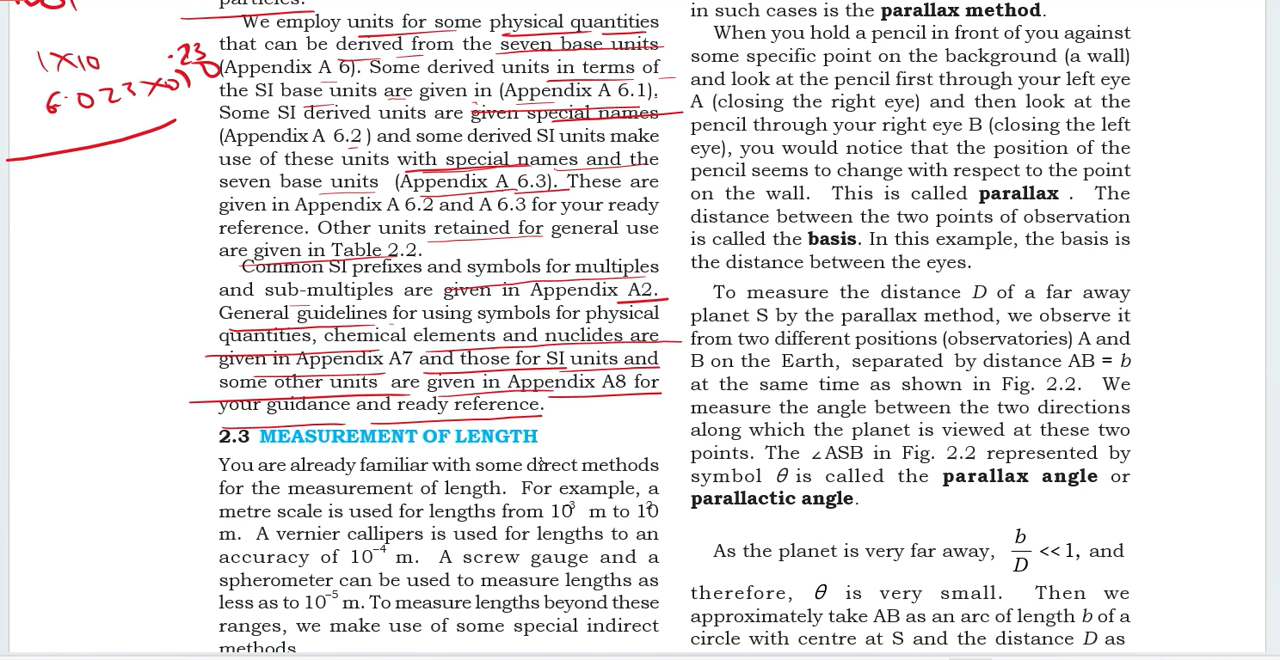 particles.
We employ units for some physical quantities
that can be derived from the seven base units
(Appendix A 6). Some derived units in terms of
the SI base units are given in (Appendix A 6.1).
Some SI derived units are given special names
(Appendix A 6.2 ) and some derived SI units make
use of these units with special names and the
seven base units (Appendix A 6.3). These are
given in Appendix A 6.2 and A 6.3 for your ready
reference. Other units retained for general use
are given in Table 2.2.
Common SI prefixes and symbols for multiples
and sub-multiples are given in Appendix A2.
General guidelines for using symbols for physical
quantities, chemical elements and nuclides are
given in Appendix A7 and those for SI units and
some other units are given in Appendix A8 for
your guidance and ready reference.
2.3 MEASUREMENT OF LENGTH
You are already familiar with some direct methods
for the measurement of length. For example, a
metre scale is used for lengths from 10³ m to 10²
m. A vernier callipers is used for lengths to an
accuracy of 10⁻⁴ m. A screw gauge and a
spherometer can be used to measure lengths as
less as to 10⁻⁵ m. To measure lengths beyond these
ranges, we make use of some special indirect
methods
1×10
6.023×10
23
in such cases is the parallax method.
When you hold a pencil in front of you against
some specific point on the background (a wall)
and look at the pencil first through your left eye
A (closing the right eye) and then look at the
pencil through your right eye B (closing the left
eye), you would notice that the position of the
pencil seems to change with respect to the point
on the wall. This is called parallax . The
distance between the two points of observation
is called the basis. In this example, the basis is
the distance between the eyes.
To measure the distance D of a far away
planet S by the parallax method, we observe it
from two different positions (observatories) A and
B on the Earth, separated by distance AB = b
at the same time as shown in Fig. 2.2. We
measure the angle between the two directions
along which the planet is viewed at these two
points. The ∠ASB in Fig. 2.2 represented by
symbol θ is called the parallax angle or
parallactic angle.
As the planet is very far away, b/D << 1, and
therefore, θ is very small. Then we
approximately take AB as an arc of length b of a
circle with centre at S and the distance D as